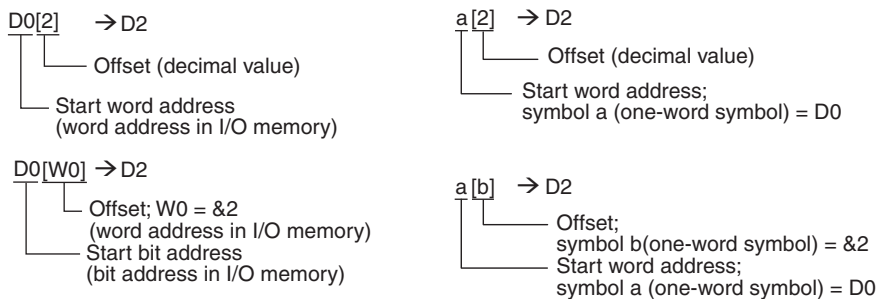 D0[2] → D2
Offset (decimal value)
Start word address
(word address in I/O memory)
a [2] → D2
Offset (decimal value)
Start word address;
symbol a (one-word symbol) = D0
D0[W0] → D2
Offset; W0 = &2
(word address in I/O memory)
Start bit address
(bit address in I/O memory)
a [b] → D2
Offset;
symbol b(one-word symbol) = &2
Start word address;
symbol a (one-word symbol) = D0